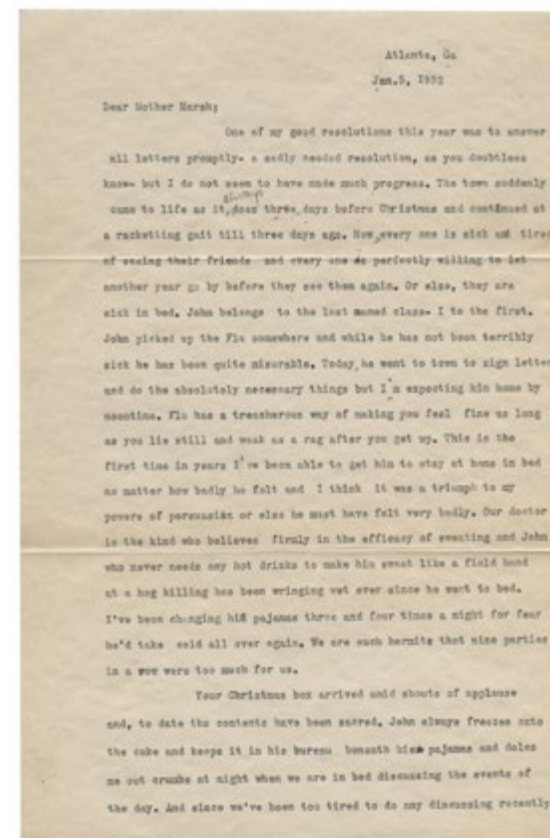 Atlanta, Ga
Jan.5, 1932
Dear Mother Marsh;
One of my good resolutions this year was to answer
all letters promptly- a sadly needed resolution, as you doubtless
know- but I do not seem to have made much progress. The town suddenly
always
came to life as it, does three, days before Christmas and continued at
a racketting gait till three days ago. Now, every one is sick and tired
of seeing their friends and every one is perfectly willing to let
another year go by before they see them again. Or else, they are
sick in bed. John belongs to the last named class- I to the first.
John picked up the Flu somewhere and while he has not been terribly
sick he has been quite miserable. Today, he went to town to sign letter
and do the absolutely necessary things but I'm expecting him home by
noontime. Flu has a treacherous way of making you feel fine as long
as you lie still and weak as a rag after you get up. This is the
first time in years I've been able to get him to stay at home in bed
no matter how badly he felt and I think it was a triumph to my
powers of persuasion or else he must have felt very badly. Our doctor
is the kind who believes firmly in the efficacy of sweating and John
who never needs any hot drinks to make him sweat like a field hand
at a hog killing has been wringing wet ever since he went to bed.
I've been changing his pajamas three and four times a night for fear
he'd take cold all over again. We are such hermits that nine parties
in a row were too much for us.
Your Christmas box arrived amid shouts of applause
and, to date the contents have been sacred. John always freezes onto
the cake and keeps it in his bureau beneath his pajamas and doles
me out crumbs at night when we are in bed discussing the events of
the day. And since we've been too tired to do any discussing recently